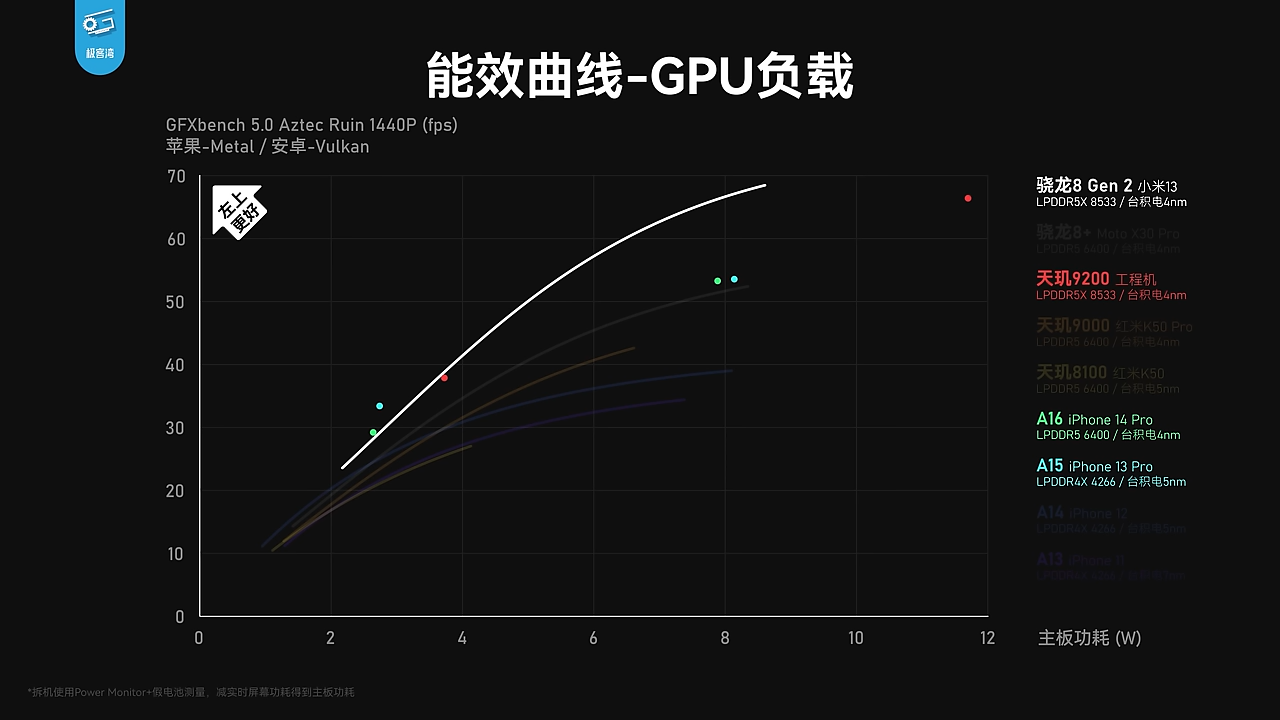 极客湾
能效曲线-GPU负载
GFXbench 5.0 Aztec Ruin 1440P (fps)
苹果-Metal / 安卓-Vulkan
左上
更好
70
60
50
40
30
20
10
0
0 2 4 6 8 10 12
主板功耗 (W)
骁龙8 Gen 2 小米13
LPDDR5X 8533 / 台积电4nm
骁龙8+ Moto X30 Pro
LPDDR5 6400 / 台积电4nm
天玑9200 工程机
LPDDR5X 8533 / 台积电4nm
天玑9000 红米K50 Pro
LPDDR5 6400 / 台积电4nm
天玑8100 红米K50
LPDDR5 6400 / 台积电5nm
A16 iPhone 14 Pro
LPDDR5 6400 / 台积电4nm
A15 iPhone 13 Pro
LPDDR4X 4266 / 台积电5nm
A14 iPhone 12
LPDDR4X 4266 / 台积电5nm
A13 iPhone 11
*拆机使用Power Monitor+假电池测量，减实时屏幕功耗得到主板功耗